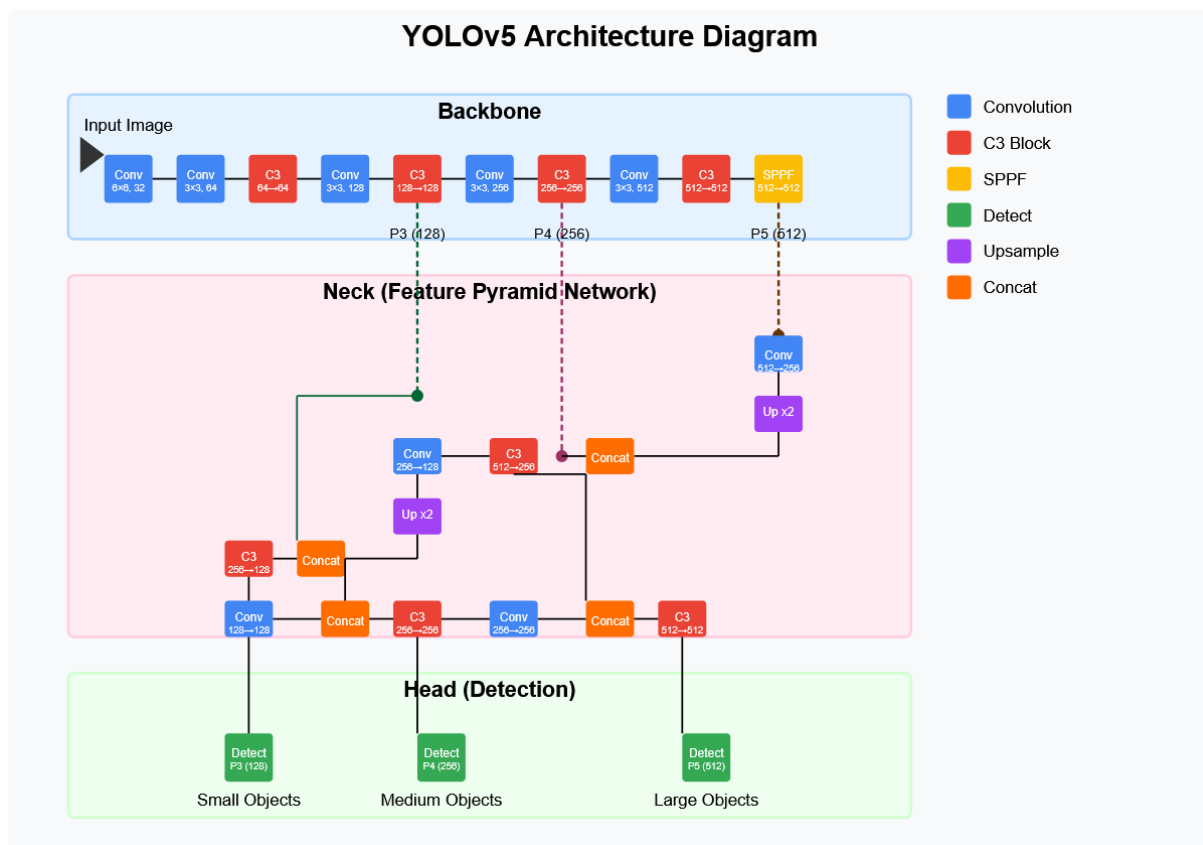 YOLOv5 Architecture Diagram
Backbone
Input Image
Conv
6×6, 32
Conv
3×3, 64
C3
64→64
Conv
3×3, 128
C3
128→128
Conv
3×3, 256
C3
256→256
Conv
3×3, 512
C3
512→512
SPPF
512→512
P3 (128)
P4 (256)
P5 (512)
Convolution
C3 Block
SPPF
Detect
Upsample
Concat
Neck (Feature Pyramid Network)
Conv
512→256
Up x2
Conv
256→128
C3
512→256
Concat
Up x2
C3
256→128
Concat
Conv
128→128
Concat
C3
256→256
Conv
256→256
Concat
C3
512→512
Head (Detection)
Detect
P3 (128)
Detect
P4 (256)
Detect
P5 (512)
Small Objects
Medium Objects
Large Objects